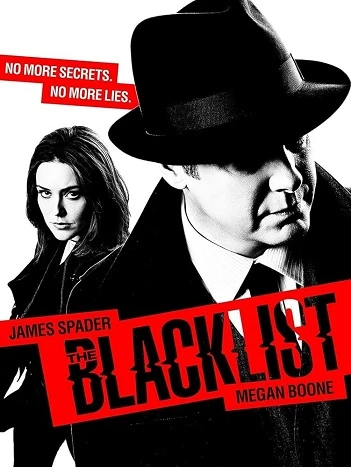 NO MORE SECRETS.
NO MORE LIES.
JAMES SPADER
THE
BLACKLIST
MEGAN BOONE